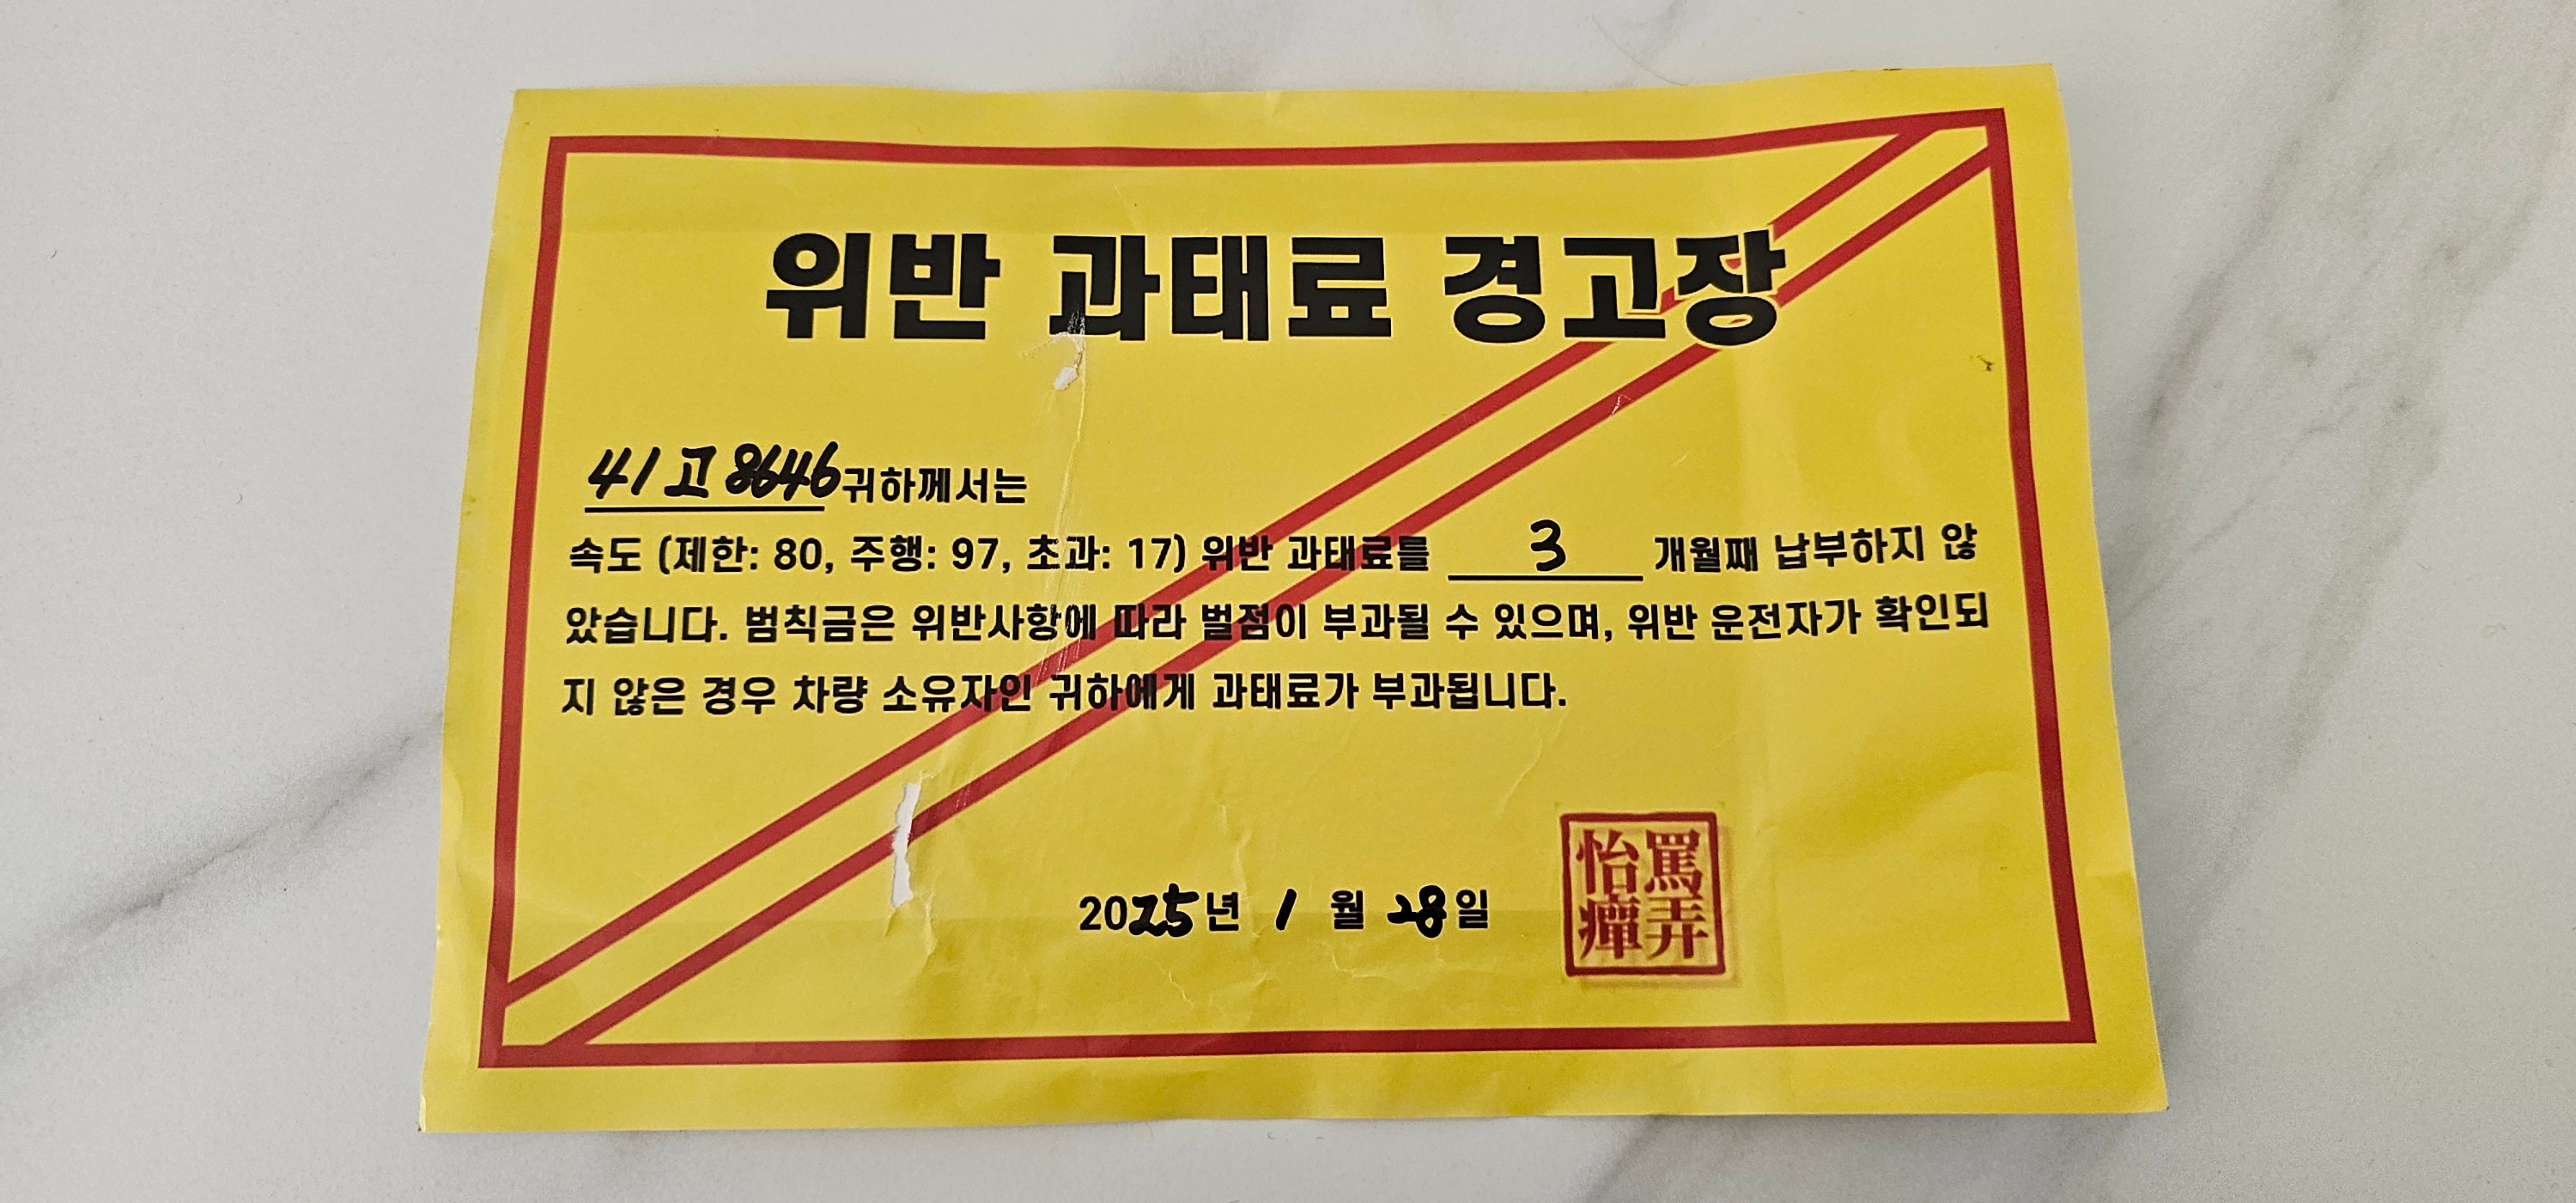 위반 과태료 경고장
41고 8646귀하께서는
속도 (제한: 80, 주행: 97, 초과: 17) 위반 과태료를 3 개월째 납부하지 않
았습니다. 범칙금은 위반사항에 따라 벌점이 부과될 수 있으며, 위반 운전자가 확인되
지 않은 경우 차량 소유자인 귀하에게 과태료가 부과됩니다.
2025년 1 월 28일
罵弄
怡癉